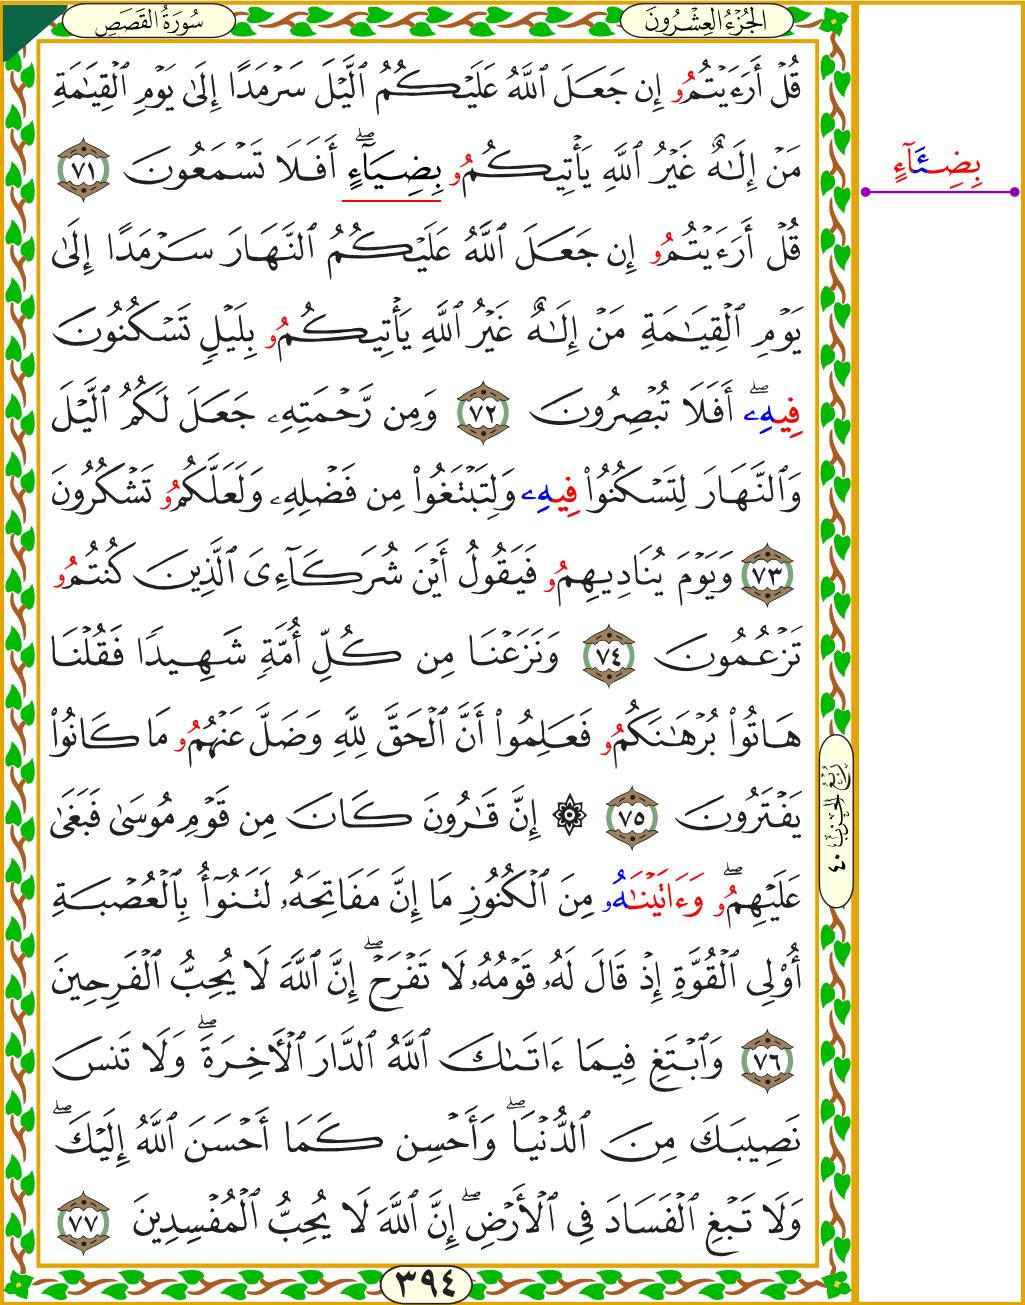 سُورَةُ القَصَصِ
الجُزْءُ العِشْرُونَ
قُلْ أَرَءَيْتُمُو إِن جَعَلَ ٱللَّهُ عَلَيْكُمُ ٱلَّيْلَ سَرْمَدًا إِلَىٰ يَوْمِ ٱلْقِيَٰمَةِ
مَنْ إِلَٰهٌ غَيْرُ ٱللَّهِ يَأْتِيكُمُو بِضِيَآءٍ ۖ أَفَلَا تَسْمَعُونَ ٧١
بِضِـَٔآءٍ
قُلْ أَرَءَيْتُمُو إِن جَعَلَ ٱللَّهُ عَلَيْكُمُ ٱلنَّهَارَ سَرْمَدًا إِلَىٰ
يَوْمِ ٱلْقِيَٰمَةِ مَنْ إِلَٰهٌ غَيْرُ ٱللَّهِ يَأْتِيكُمُو بِلَيْلٍ تَسْكُنُونَ
فِيهِۦ ۖ أَفَلَا تُبْصِرُونَ ٧٢ وَمِن رَّحْمَتِهِۦ جَعَلَ لَكُمُ ٱلَّيْلَ
وَٱلنَّهَارَ لِتَسْكُنُوا۟ فِيهِۦ وَلِتَبْتَغُوا۟ مِن فَضْلِهِۦ وَلَعَلَّكُمُو تَشْكُرُونَ
٧٣ وَيَوْمَ يُنَادِيهِمُو فَيَقُولُ أَيْنَ شُرَكَآءِىَ ٱلَّذِينَ كُنتُمُو
تَزْعُمُونَ ٧٤ وَنَزَعْنَا مِن كُلِّ أُمَّةٍ شَهِيدًا فَقُلْنَا
هَاتُوا۟ بُرْهَٰنَكُمُو فَعَلِمُوٓا۟ أَنَّ ٱلْحَقَّ لِلَّهِ وَضَلَّ عَنْهُمُو مَا كَانُوا۟
يَفْتَرُونَ ٧٥ ۞ إِنَّ قَٰرُونَ كَانَ مِن قَوْمِ مُوسَىٰ فَبَغَىٰ
رُبْعُ الحِزْبِ ٤٠
عَلَيْهِمُو ۖ وَءَاتَيْنَٰهُو مِنَ ٱلْكُنُوزِ مَا إِنَّ مَفَاتِحَهُۥ لَتَنُوٓأُ بِٱلْعُصْبَةِ
أُو۟لِى ٱلْقُوَّةِ إِذْ قَالَ لَهُۥ قَوْمُهُۥ لَا تَفْرَحْ ۖ إِنَّ ٱللَّهَ لَا يُحِبُّ ٱلْفَرِحِينَ
٧٦ وَٱبْتَغِ فِيمَا ءَاتَىٰكَ ٱللَّهُ ٱلدَّارَ ٱلْأَخِرَةَ ۖ وَلَا تَنسَ
نَصِيبَكَ مِنَ ٱلدُّنْيَا ۖ وَأَحْسِن كَمَا أَحْسَنَ ٱللَّهُ إِلَيْكَ ۖ
وَلَا تَبْغِ ٱلْفَسَادَ فِى ٱلْأَرْضِ ۖ إِنَّ ٱللَّهَ لَا يُحِبُّ ٱلْمُفْسِدِينَ ٧٧
٣٩٤